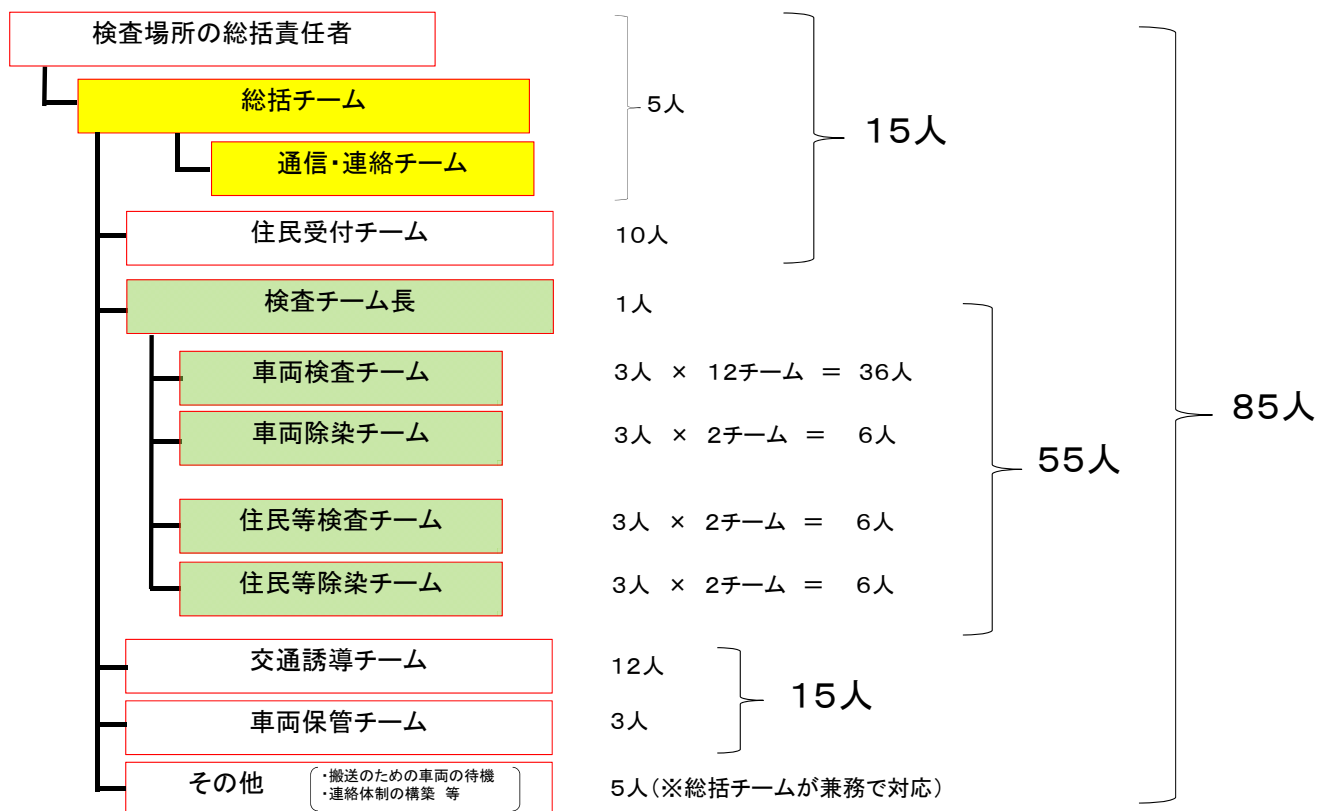 検査場所の総括責任者
総括チーム
5人
15人
通信・連絡チーム
住民受付チーム
10人
検査チーム長
1人
車両検査チーム
3人 × 12チーム = 36人
85人
車両除染チーム
3人 × 2チーム = 6人
55人
住民等検査チーム
3人 × 2チーム = 6人
住民等除染チーム
3人 × 2チーム = 6人
交通誘導チーム
12人
15人
車両保管チーム
3人
その他
・搬送のための車両の待機
・連絡体制の構築 等
5人(※総括チームが兼務で対応)